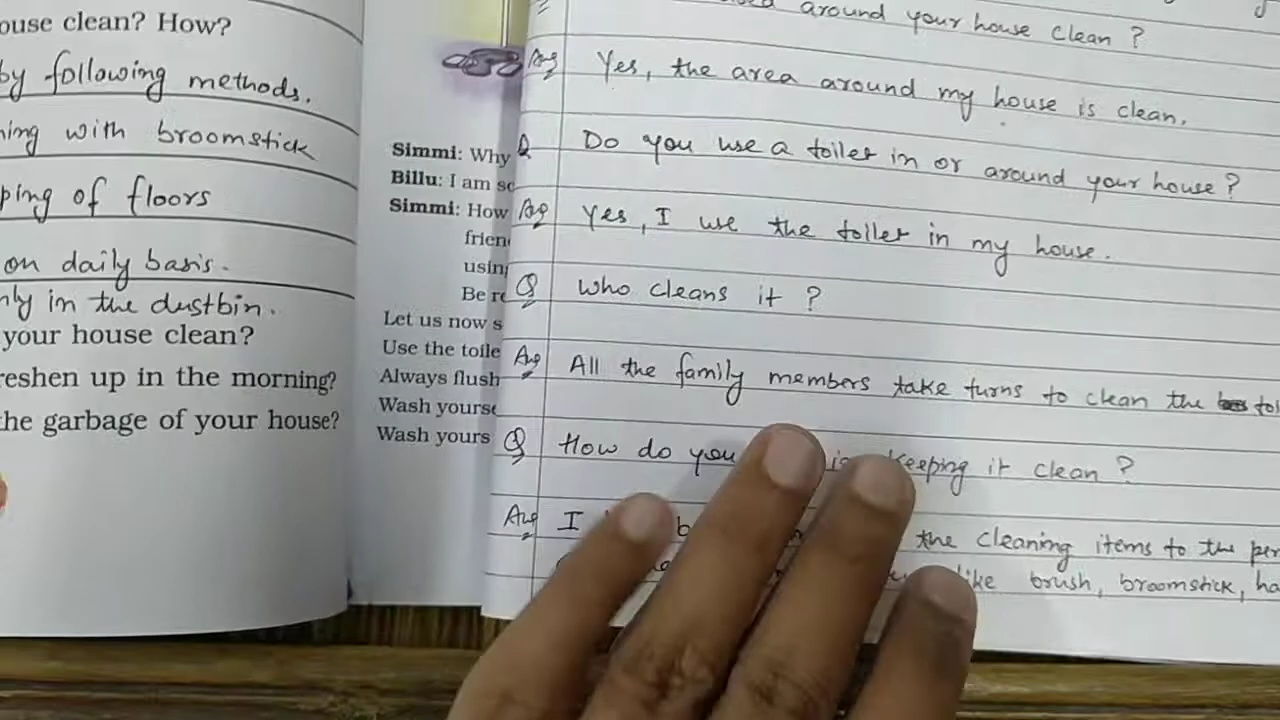 ouse clean? How?
by following methods.
ning with broomstick
ping of floors
on daily basis.
nly in the dustbin.
your house clean?
reshen up in the morning?
the garbage of your house?
Simmi: Why
Billu: I am so
Simmi: How
frien
using
Be re
Let us now s
Use the toile
Always flush
Wash yourse
Wash yours
around your house clean ?
Ans Yes, the area around my house is clean.
Q Do you use a toilet in or around your house ?
Ans Yes, I use the toilet in my house.
Q Who cleans it ?
Ans All the family members take turns to clean the toi
Q How do you keeping it clean ?
Ans I the cleaning items to the per
like brush, broomstick, ha